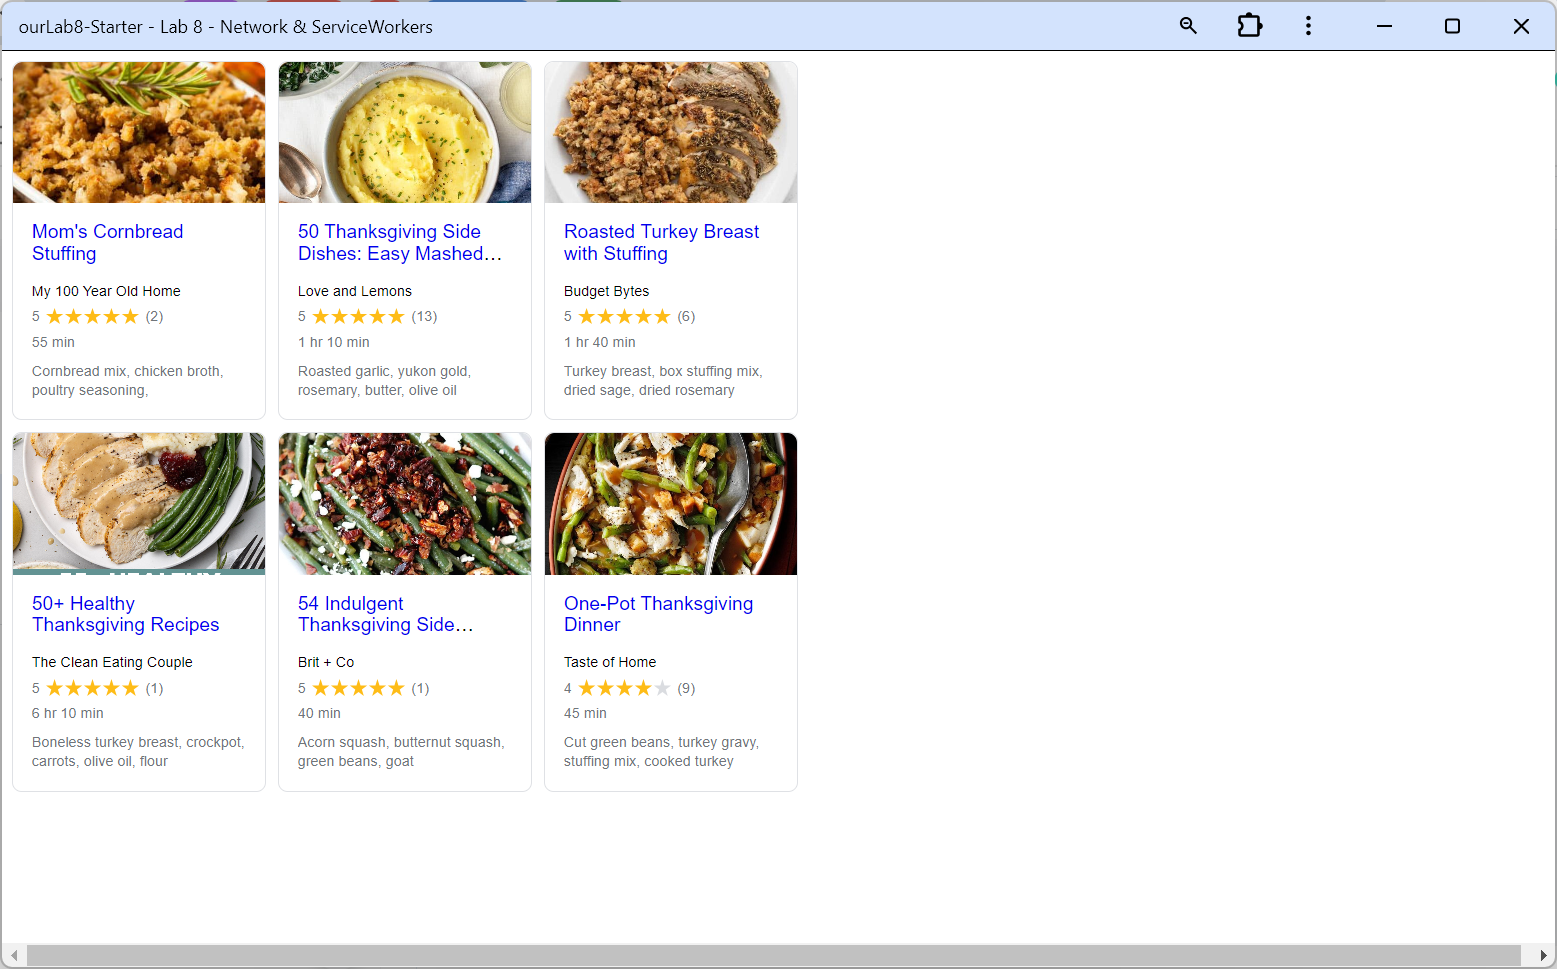 ourLab8-Starter - Lab 8 - Network & ServiceWorkers
Mom's Cornbread
Stuffing
My 100 Year Old Home
5 ★★★★★ (2)
55 min
Cornbread mix, chicken broth,
poultry seasoning,
50 Thanksgiving Side
Dishes: Easy Mashed…
Love and Lemons
5 ★★★★★ (13)
1 hr 10 min
Roasted garlic, yukon gold,
rosemary, butter, olive oil
Roasted Turkey Breast
with Stuffing
Budget Bytes
5 ★★★★★ (6)
1 hr 40 min
Turkey breast, box stuffing mix,
dried sage, dried rosemary
50+ Healthy
Thanksgiving Recipes
The Clean Eating Couple
5 ★★★★★ (1)
6 hr 10 min
Boneless turkey breast, crockpot,
carrots, olive oil, flour
54 Indulgent
Thanksgiving Side…
Brit + Co
5 ★★★★★ (1)
40 min
Acorn squash, butternut squash,
green beans, goat
One-Pot Thanksgiving
Dinner
Taste of Home
4 ★★★★★ (9)
45 min
Cut green beans, turkey gravy,
stuffing mix, cooked turkey